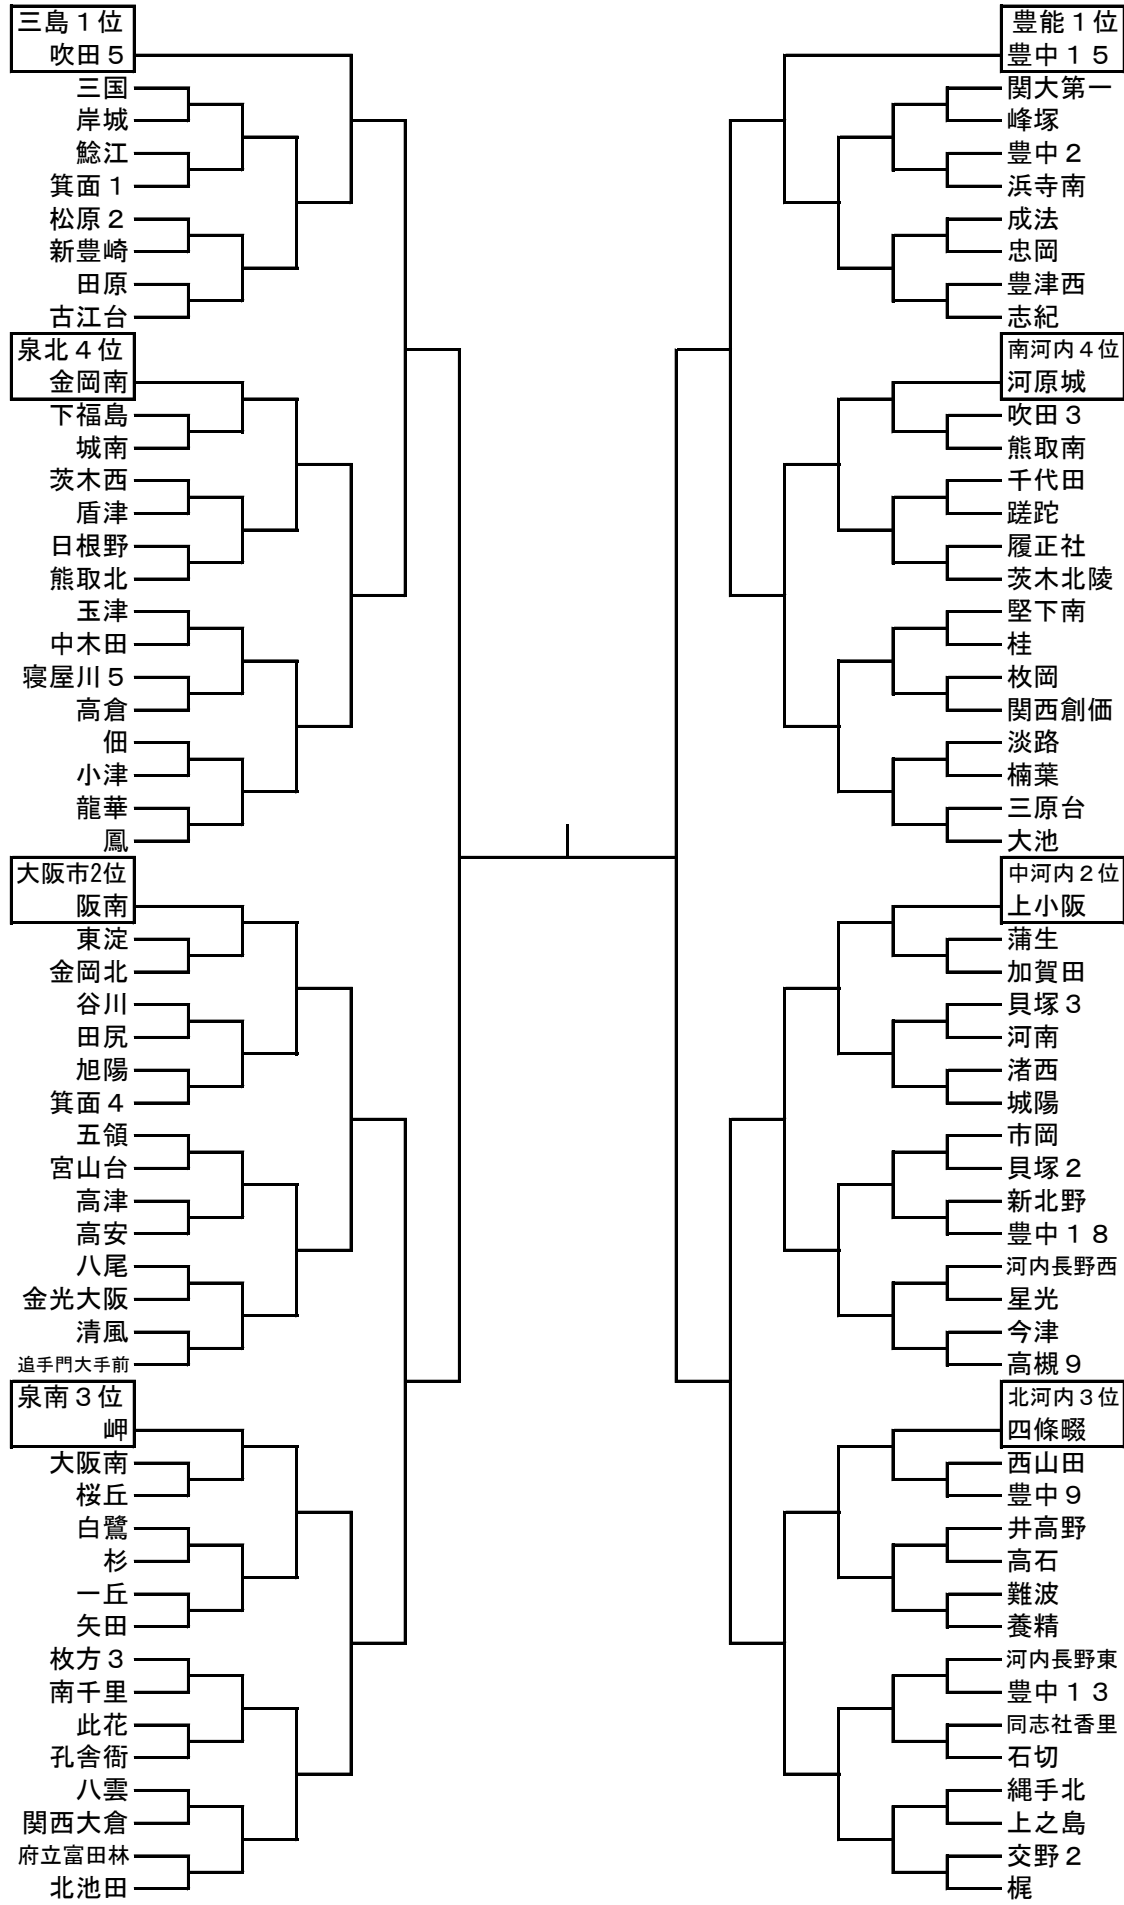 三島１位
吹田５
三国
岸城
鯰江
箕面１
松原２
新豊崎
田原
古江台
泉北４位
金岡南
下福島
城南
茨木西
盾津
日根野
熊取北
玉津
中木田
寝屋川５
高倉
佃
小津
龍華
鳳
大阪市2位
阪南
東淀
金岡北
谷川
田尻
旭陽
箕面４
五領
宮山台
高津
高安
八尾
金光大阪
清風
追手門大手前
泉南３位
岬
大阪南
桜丘
白鷺
杉
一丘
矢田
枚方３
南千里
此花
孔舎衙
八雲
関西大倉
府立富田林
北池田
豊能１位
豊中１５
関大第一
峰塚
豊中２
浜寺南
成法
忠岡
豊津西
志紀
南河内４位
河原城
吹田３
熊取南
千代田
蹉跎
履正社
茨木北陵
堅下南
桂
枚岡
関西創価
淡路
楠葉
三原台
大池
中河内２位
上小阪
蒲生
加賀田
貝塚３
河南
渚西
城陽
市岡
貝塚２
新北野
豊中１８
河内長野西
星光
今津
高槻９
北河内３位
四條畷
西山田
豊中９
井高野
高石
難波
養精
河内長野東
豊中１３
同志社香里
石切
縄手北
上之島
交野２
梶